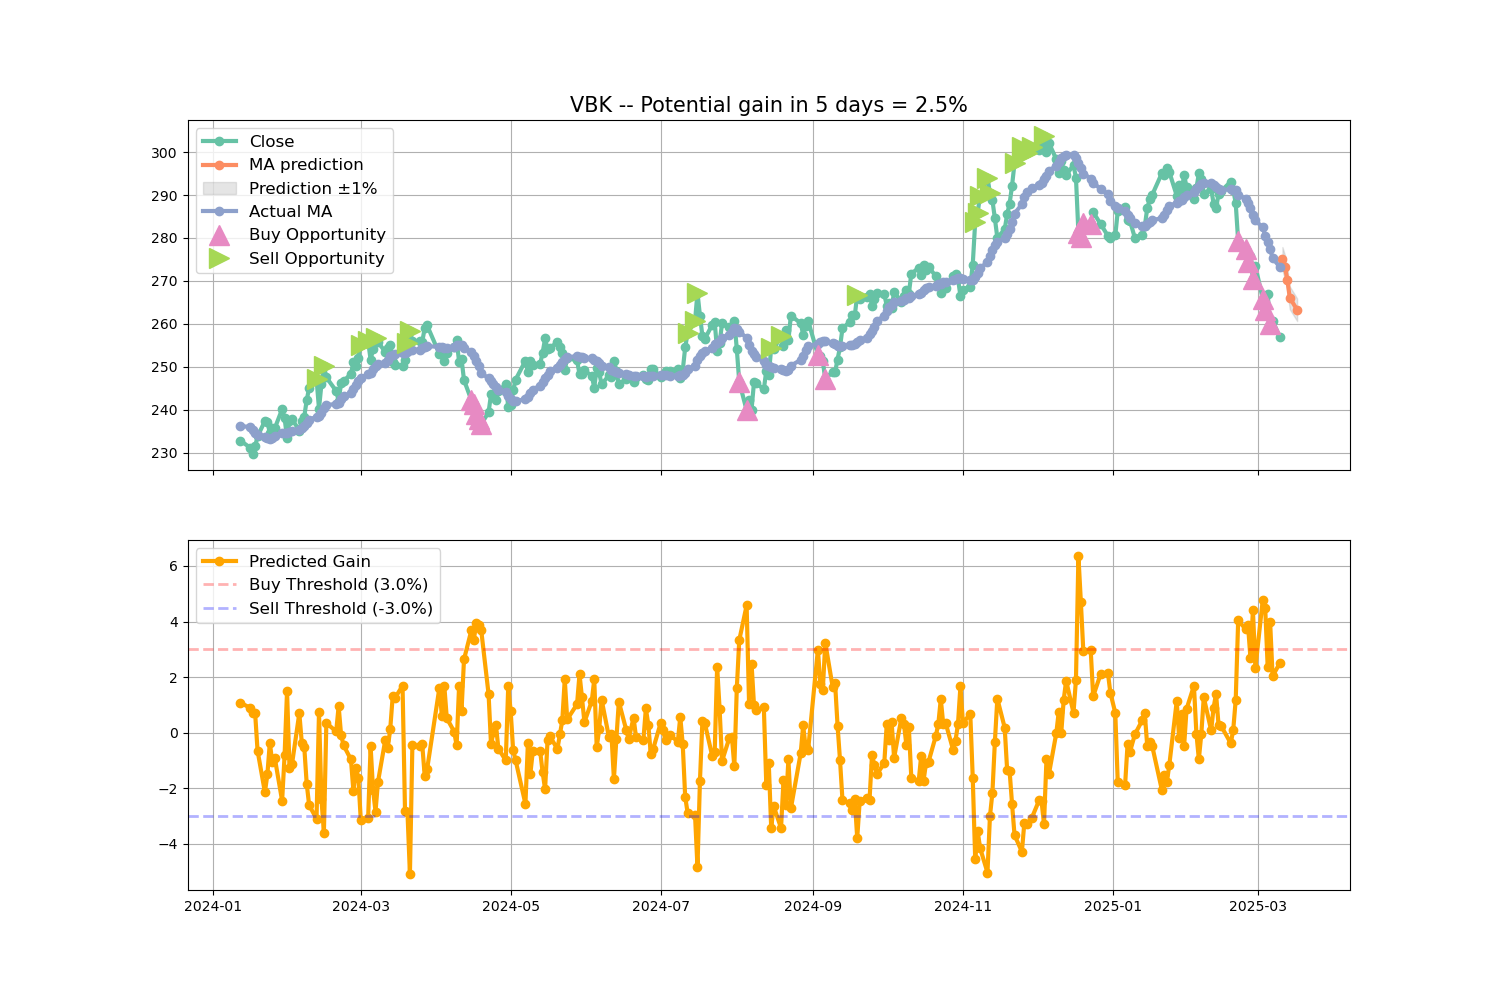 VBK -- Potential gain in 5 days = 2.5%
Close
MA prediction
Prediction ±1%
Actual MA
Buy Opportunity
Sell Opportunity
300
290
280
270
260
250
240
230
Predicted Gain
Buy Threshold (3.0%)
Sell Threshold (-3.0%)
6
4
2
0
−2
−4
2024-01 2024-03 2024-05 2024-07 2024-09 2024-11 2025-01 2025-03